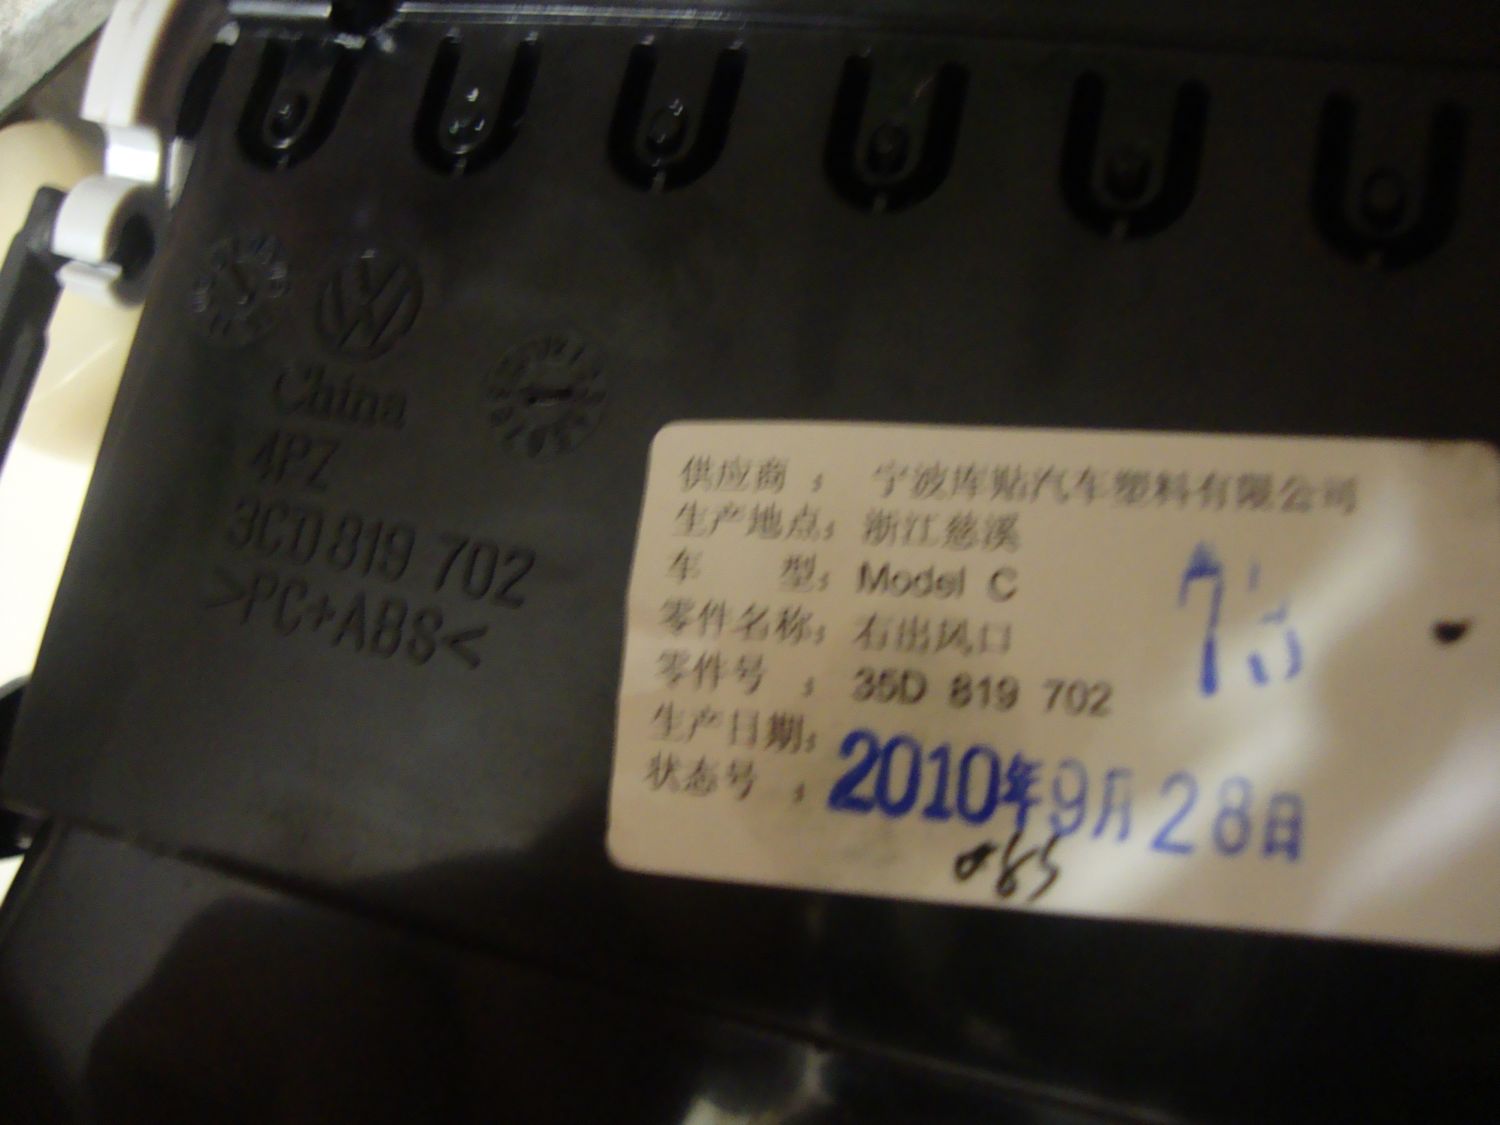 China
4PZ
3CD 819 702
>PC+ABS<
供应商： 宁波库贴汽车塑料有限公司
生产地点：浙江慈溪
车 型：Model C
零件名称：右出风口
零件号 ：35D 819 702
生产日期：2010年9月28日
状态号 ：